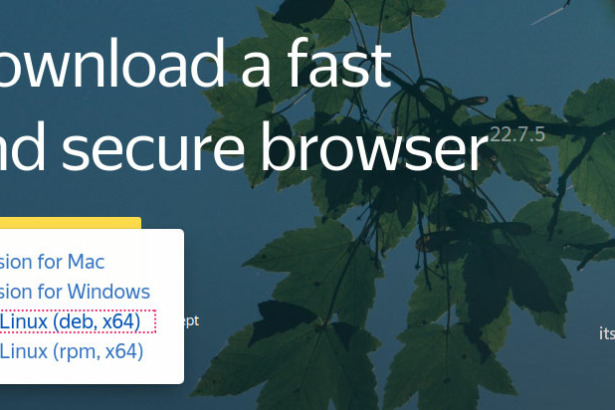 ownload a fast
nd secure browser 22.7.5
sion for Mac
sion for Windows
Linux (deb, x64)
ept
Linux (rpm, x64)
its